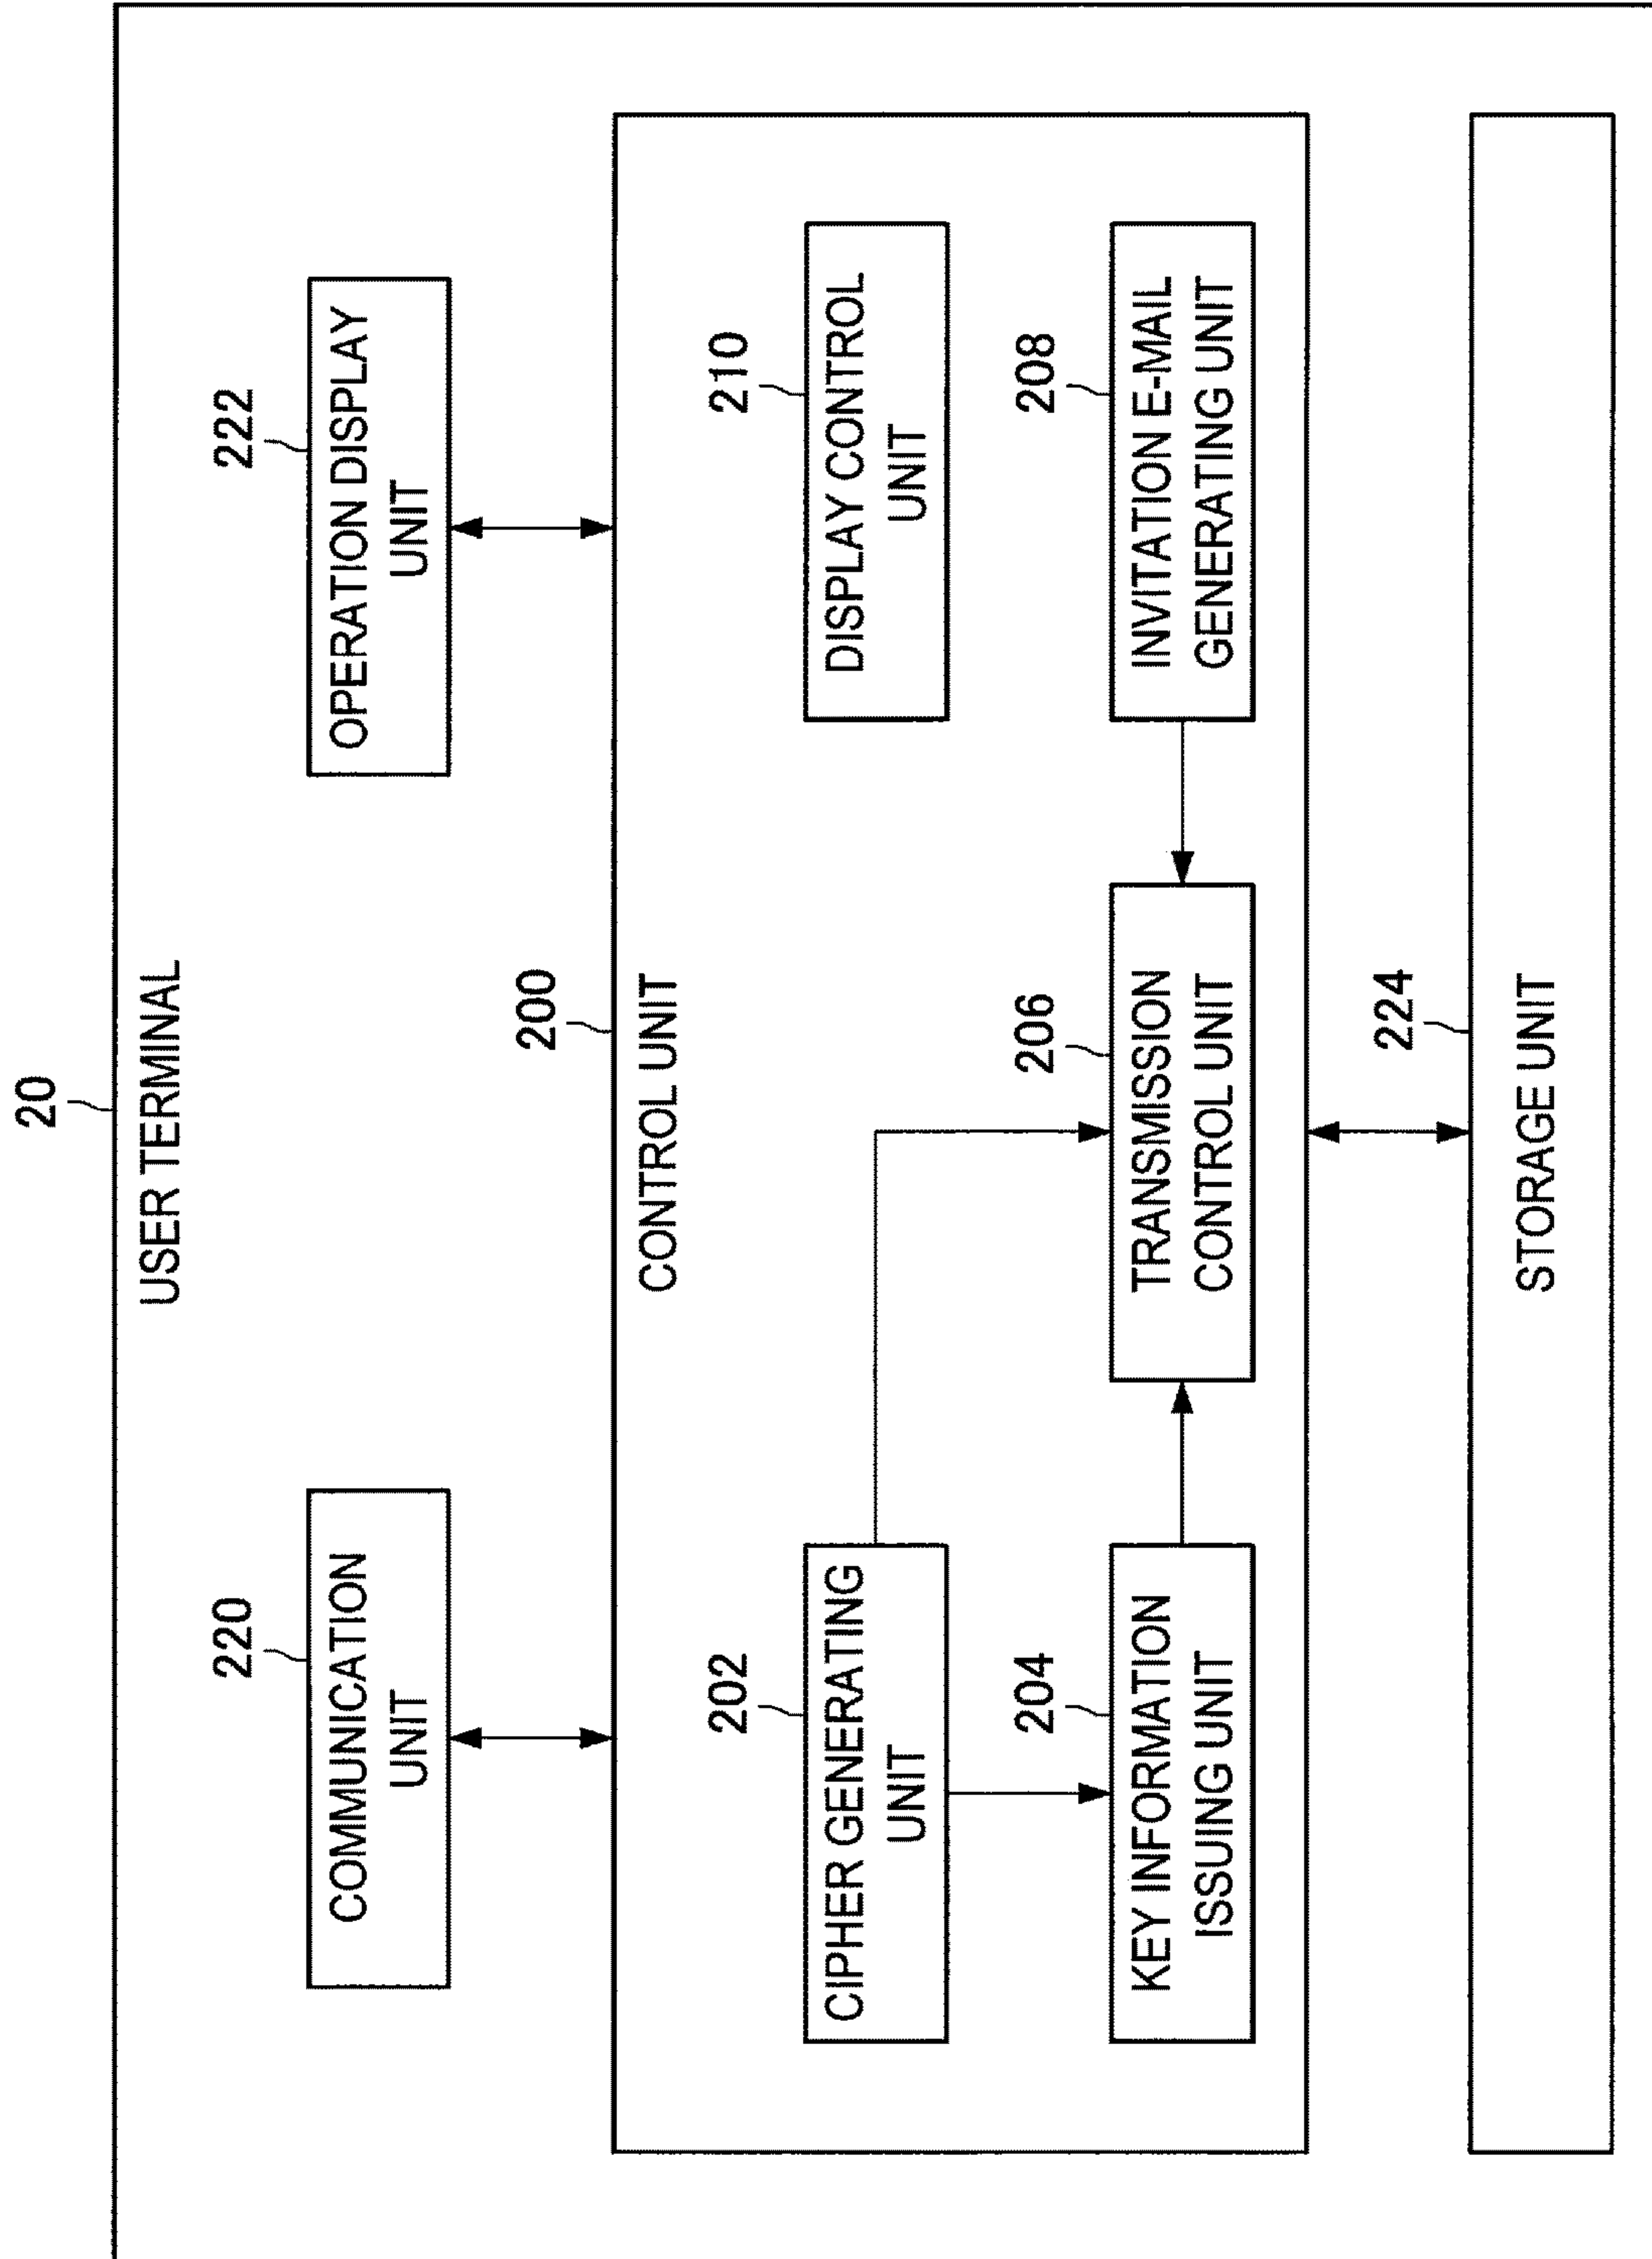 20
USER TERMINAL
220
COMMUNICATION
UNIT
222
OPERATION DISPLAY
UNIT
200
CONTROL UNIT
202
CIPHER GENERATING
UNIT
210
DISPLAY CONTROL
UNIT
204
KEY INFORMATION
ISSUING UNIT
206
TRANSMISSION
CONTROL UNIT
208
INVITATION E-MAIL
GENERATING UNIT
224
STORAGE UNIT